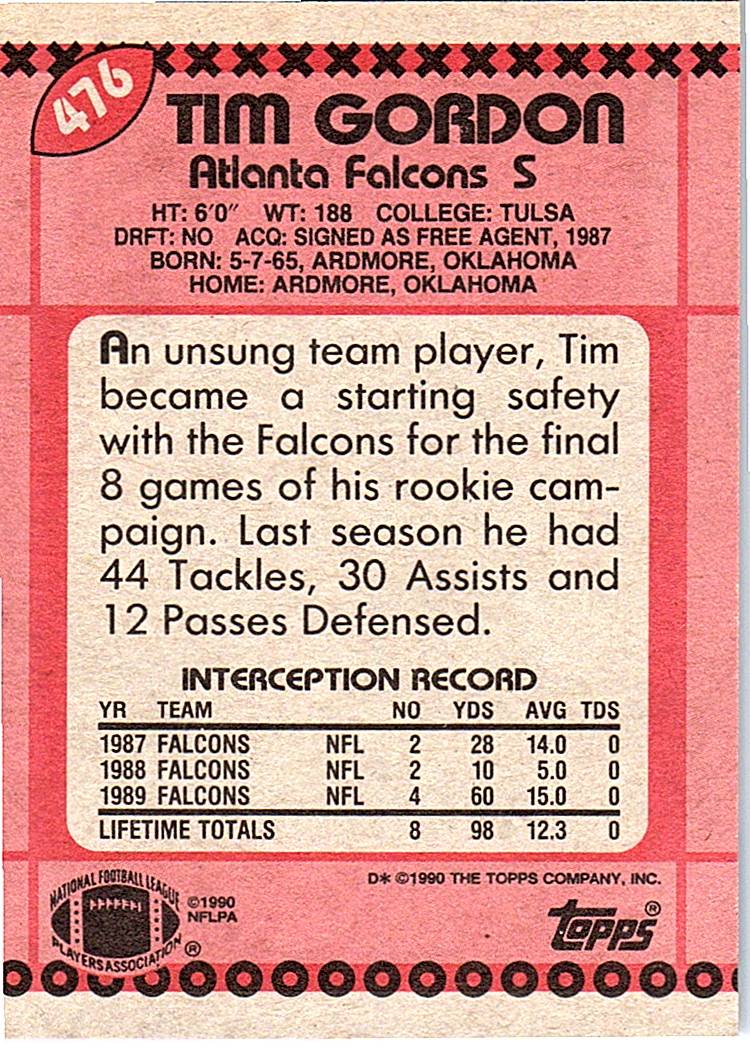 476
TIM GORDON
Atlanta Falcons S
HT: 6'0" WT: 188 COLLEGE: TULSA
DRFT: NO ACQ: SIGNED AS FREE AGENT, 1987
BORN: 5-7-65, ARDMORE, OKLAHOMA
HOME: ARDMORE, OKLAHOMA
An unsung team player, Tim
became a starting safety
with the Falcons for the final
8 games of his rookie cam-
paign. Last season he had
44 Tackles, 30 Assists and
12 Passes Defensed.
INTERCEPTION RECORD
YR TEAM NO YDS AVG TDS
1987 FALCONS NFL 2 28 14.0 0
1988 FALCONS NFL 2 10 5.0 0
1989 FALCONS NFL 4 60 15.0 0
LIFETIME TOTALS 8 98 12.3 0
D* ©1990 THE TOPPS COMPANY, INC.
NATIONAL FOOTBALL LEAGUE
PLAYERS ASSOCIATION ®
©1990
NFLPA
Topps ®